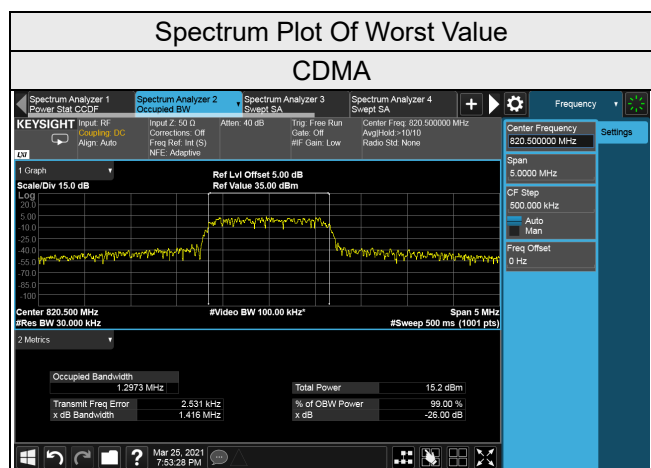 Spectrum Plot Of Worst Value
CDMA
Spectrum Analyzer 1
Power Stat CCDF
Spectrum Analyzer 2
Occupied BW
Spectrum Analyzer 3
Swept SA
Spectrum Analyzer 4
Swept SA
+
Frequency
KEYSIGHT
LXI
Input: RF
Coupling: DC
Align: Auto
Input Z: 50 Ω
Corrections: Off
Freq Ref: Int (S)
NFE: Adaptive
Atten: 40 dB
Trig: Free Run
Gate: Off
#IF Gain: Low
Center Freq: 820.500000 MHz
Avg|Hold:>10/10
Radio Std: None
Center Frequency
820.500000 MHz
Settings
Span
5.0000 MHz
CF Step
500.000 kHz
Auto
Man
Freq Offset
0 Hz
1 Graph
Scale/Div 15.0 dB
Ref Lvl Offset 5.00 dB
Ref Value 35.00 dBm
Log
20.0
5.00
-10.0
-25.0
-40.0
-55.0
-70.0
-85.0
-100
Center 820.500 MHz
#Video BW 100.00 kHz*
Span 5 MHz
#Res BW 30.000 kHz
#Sweep 500 ms (1001 pts)
2 Metrics
Occupied Bandwidth
1.2973 MHz
Total Power 15.2 dBm
Transmit Freq Error 2.531 kHz
% of OBW Power 99.00 %
x dB Bandwidth 1.416 MHz
x dB -26.00 dB
?
Mar 25, 2021
7:53:28 PM